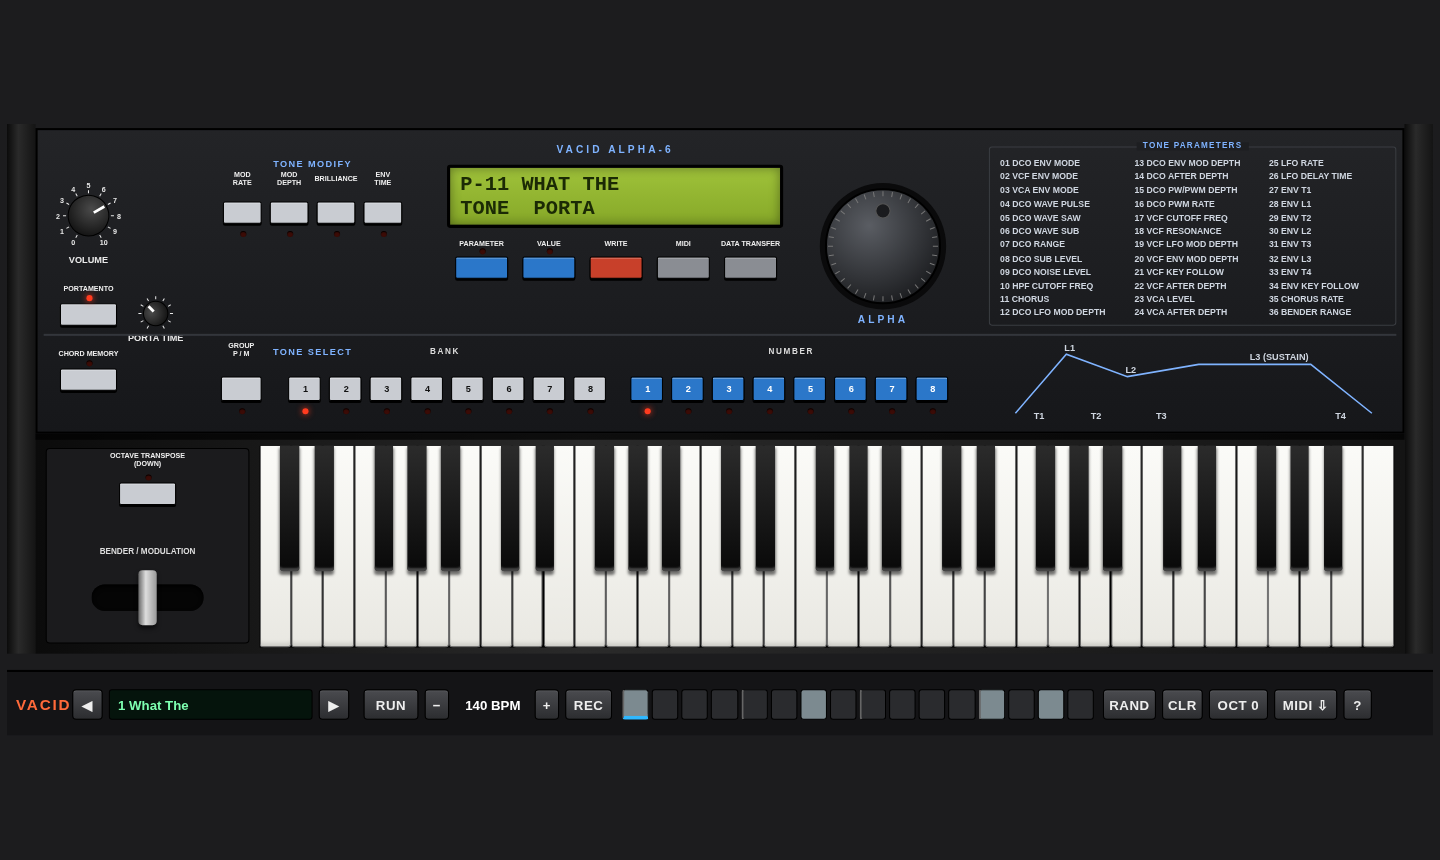 VACID ALPHA-6
TONE MODIFY
MOD RATE
MOD DEPTH
BRILLIANCE
ENV TIME
0 1 2 3 4 5 6 7 8 9 10
VOLUME
P-11 WHAT THE
TONE PORTA
PARAMETER
VALUE
WRITE
MIDI
DATA TRANSFER
ALPHA
TONE PARAMETERS
01 DCO ENV MODE
02 VCF ENV MODE
03 VCA ENV MODE
04 DCO WAVE PULSE
05 DCO WAVE SAW
06 DCO WAVE SUB
07 DCO RANGE
08 DCO SUB LEVEL
09 DCO NOISE LEVEL
10 HPF CUTOFF FREQ
11 CHORUS
12 DCO LFO MOD DEPTH
13 DCO ENV MOD DEPTH
14 DCO AFTER DEPTH
15 DCO PW/PWM DEPTH
16 DCO PWM RATE
17 VCF CUTOFF FREQ
18 VCF RESONANCE
19 VCF LFO MOD DEPTH
20 VCF ENV MOD DEPTH
21 VCF KEY FOLLOW
22 VCF AFTER DEPTH
23 VCA LEVEL
24 VCA AFTER DEPTH
25 LFO RATE
26 LFO DELAY TIME
27 ENV T1
28 ENV L1
29 ENV T2
30 ENV L2
31 ENV T3
32 ENV L3
33 ENV T4
34 ENV KEY FOLLOW
35 CHORUS RATE
36 BENDER RANGE
PORTAMENTO
PORTA TIME
CHORD MEMORY
GROUP
P / M
TONE SELECT
BANK
NUMBER
1 2 3 4 5 6 7 8
1 2 3 4 5 6 7 8
L1
L2
L3 (SUSTAIN)
T1 T2 T3 T4
OCTAVE TRANSPOSE
(DOWN)
BENDER / MODULATION
VACID ◀ 1 What The ▶ RUN − 140 BPM + REC RAND CLR OCT 0 MIDI ⇩ ?